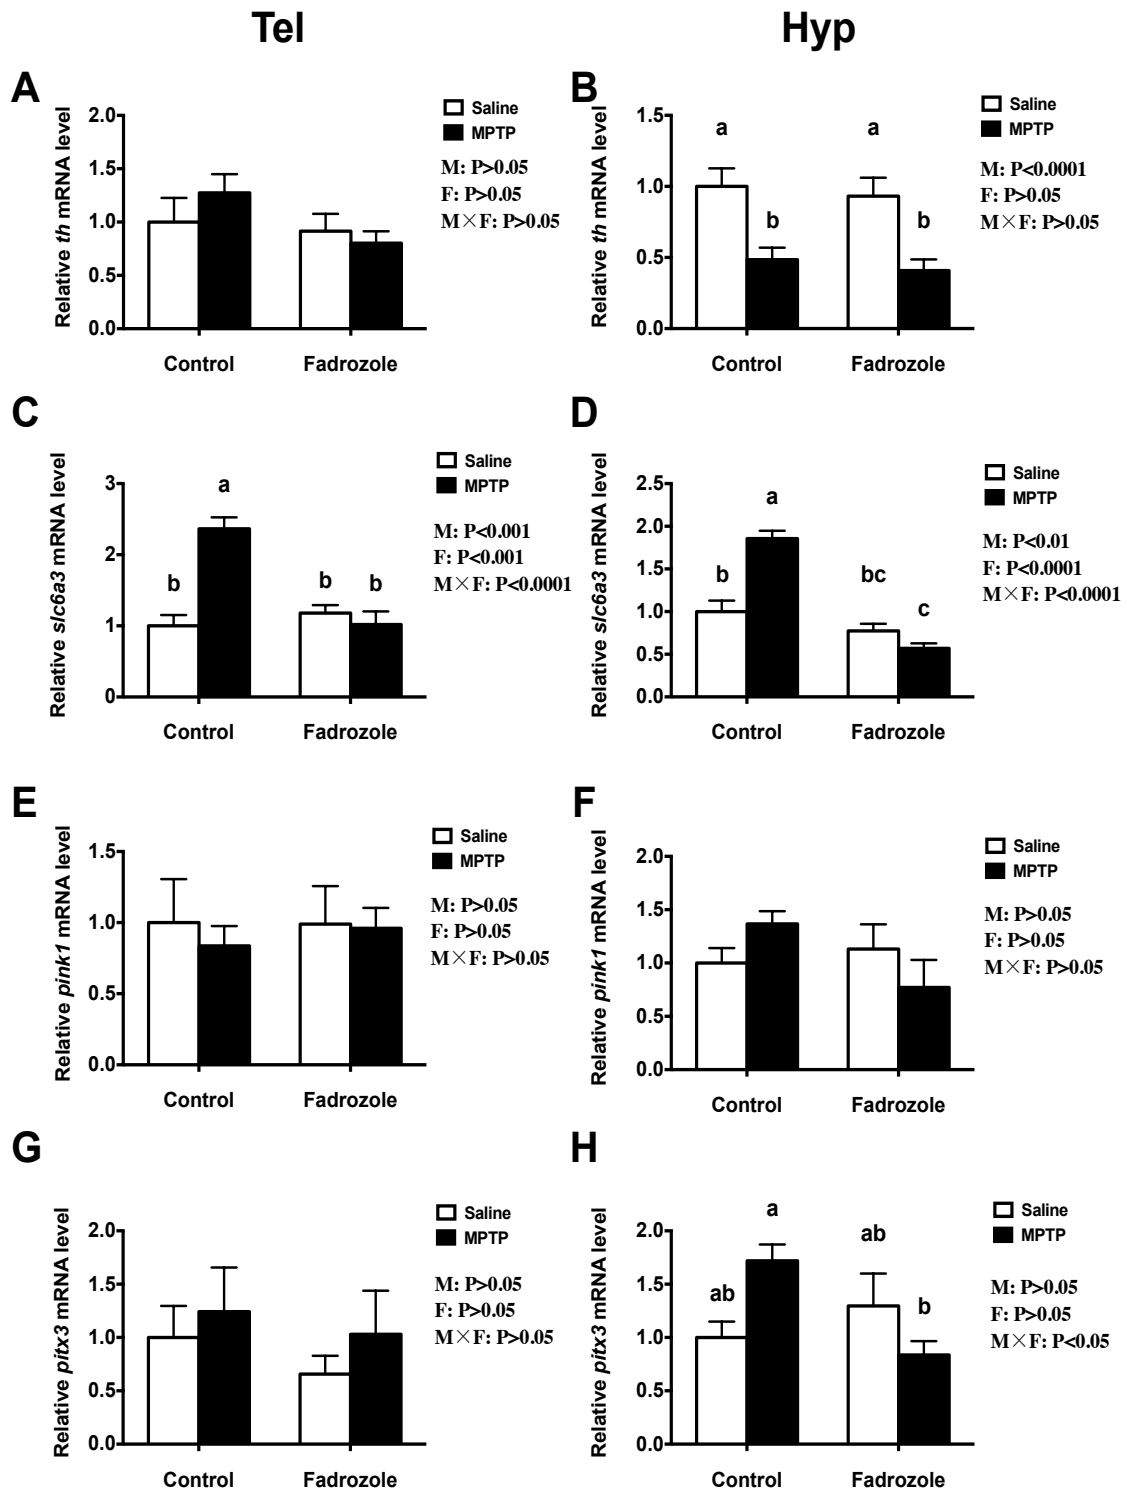 Tel
Hyp
A
Relative th mRNA level
2.0
1.5
1.0
0.5
0.0
Control
Fadrozole
Saline
MPTP
M: P>0.05
F: P>0.05
M×F: P>0.05
B
Relative th mRNA level
1.5
1.0
0.5
0.0
a
b
a
b
Control
Fadrozole
Saline
MPTP
M: P<0.0001
F: P>0.05
M×F: P>0.05
C
Relative slc6a3 mRNA level
3
2
1
0
b
a
b
b
Control
Fadrozole
Saline
MPTP
M: P<0.001
F: P<0.001
M×F: P<0.0001
D
Relative slc6a3 mRNA level
2.5
2.0
1.5
1.0
0.5
0.0
b
a
bc
c
Control
Fadrozole
Saline
MPTP
M: P<0.01
F: P<0.0001
M×F: P<0.0001
E
Relative pink1 mRNA level
1.5
1.0
0.5
0.0
Control
Fadrozole
Saline
MPTP
M: P>0.05
F: P>0.05
M×F: P>0.05
F
Relative pink1 mRNA level
2.0
1.5
1.0
0.5
0.0
Control
Fadrozole
Saline
MPTP
M: P>0.05
F: P>0.05
M×F: P>0.05
G
Relative pitx3 mRNA level
2.0
1.5
1.0
0.5
0.0
Control
Fadrozole
Saline
MPTP
M: P>0.05
F: P>0.05
M×F: P>0.05
H
Relative pitx3 mRNA level
2.0
1.5
1.0
0.5
0.0
ab
a
ab
b
Control
Fadrozole
Saline
MPTP
M: P>0.05
F: P>0.05
M×F: P<0.05